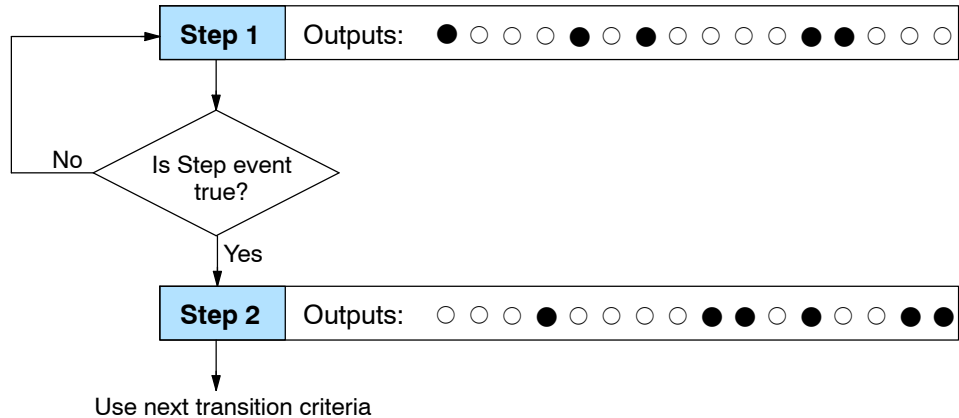 Step 1 Outputs:
No
Is Step event
true?
Yes
Step 2 Outputs:
Use next transition criteria